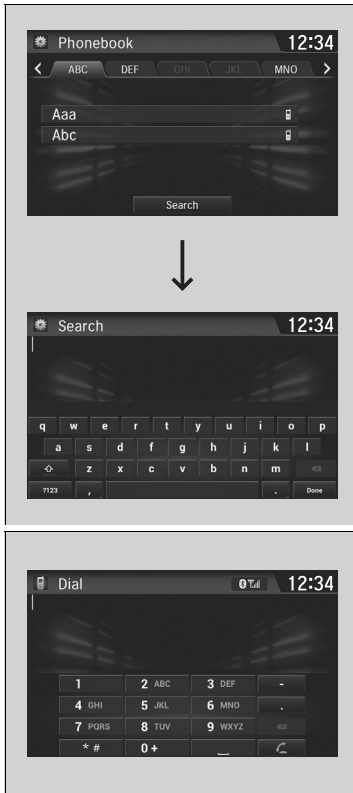 Phonebook 12:34
ABC DEF GHI JKL MNO
Aaa
Abc
Search
Search 12:34
q w e r t y u i o p
a s d f g h j k l
z x c v b n m
?123 , . Done
Dial 12:34
1 2 ABC 3 DEF -
4 GHI 5 JKL 6 MNO .
7 PQRS 8 TUV 9 WXYZ
* # 0 +